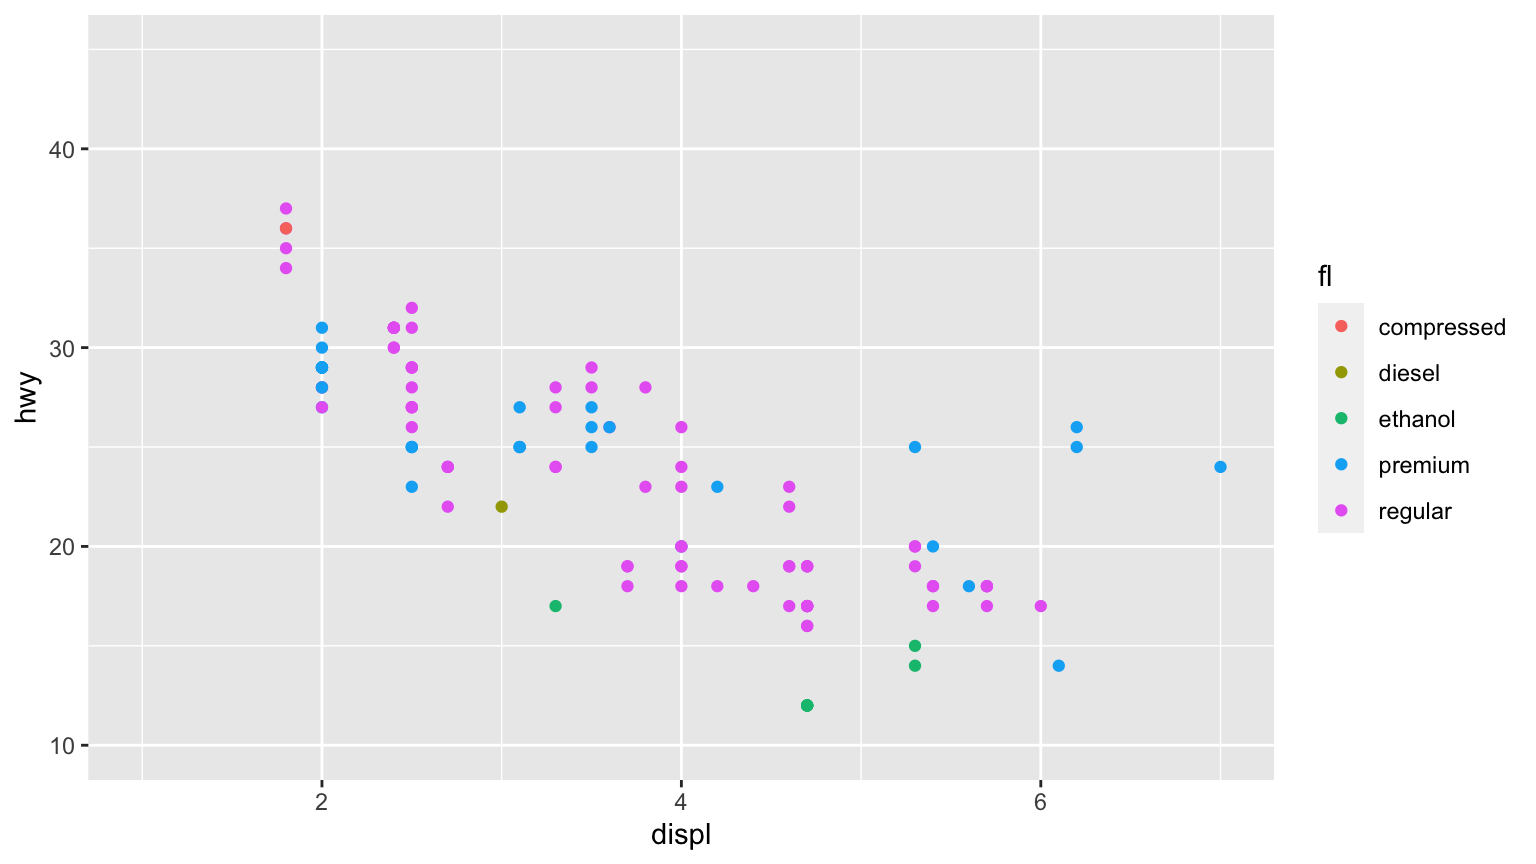 40
30
20
10
hwy
2
4
6
displ
fl
compressed
diesel
ethanol
premium
regular